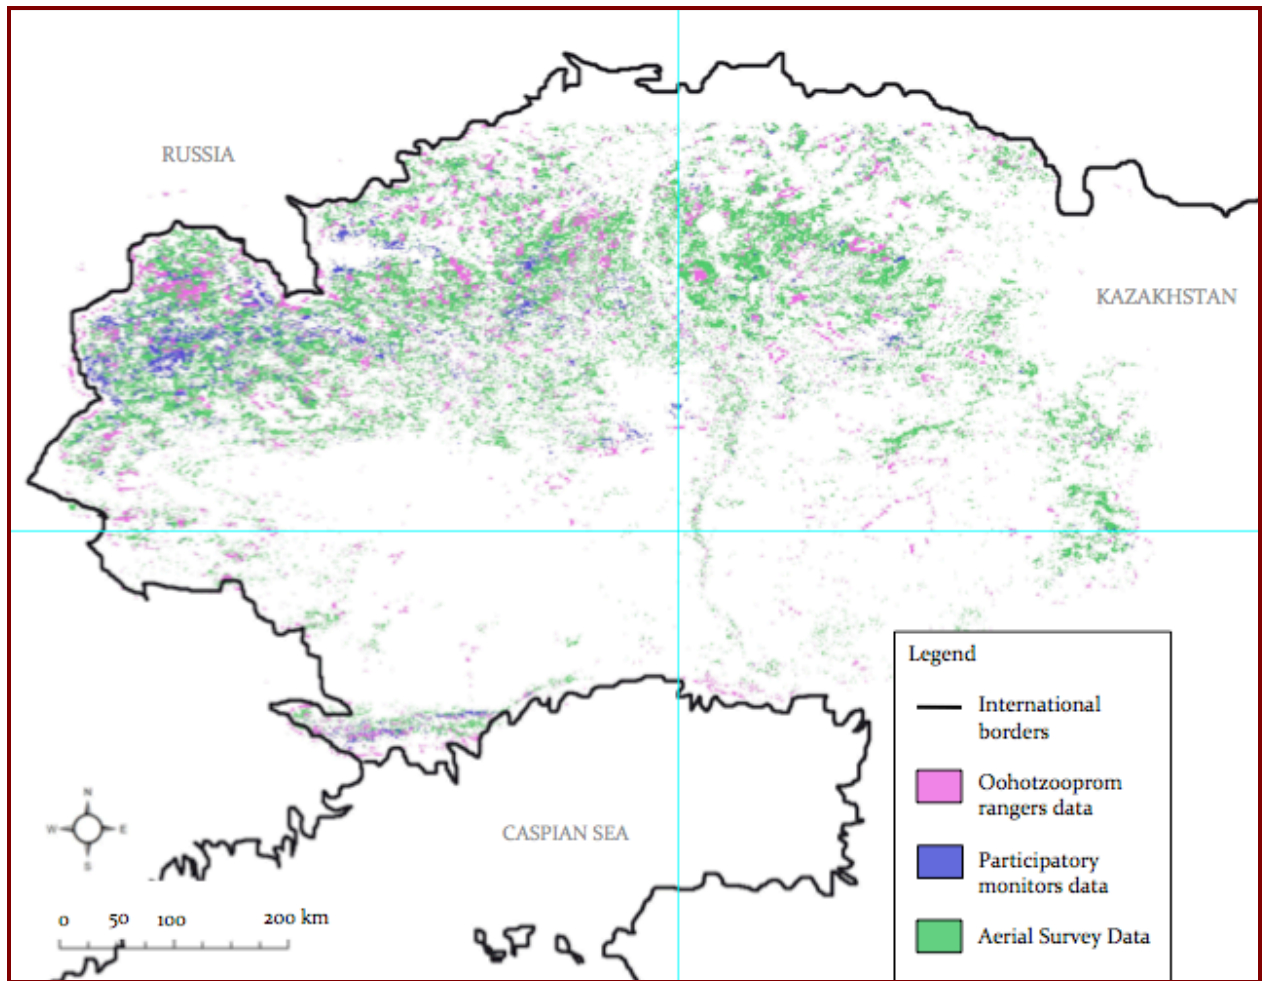 RUSSIA
KAZAKHSTAN
CASPIAN SEA
N
W E
S
0 50 100 200 km
Legend
International
borders
Oohotzooprom
rangers data
Participatory
monitors data
Aerial Survey Data